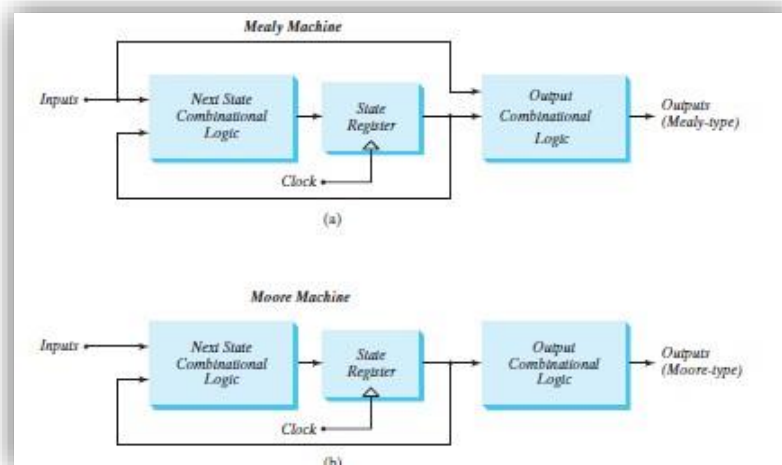 Mealy Machine
Inputs
Next State
Combinational
Logic
State
Register
Output
Combinational
Logic
Outputs
(Mealy-type)
Clock
(a)
Moore Machine
Inputs
Next State
Combinational
Logic
State
Register
Output
Combinational
Logic
Outputs
(Moore-type)
Clock
(b)